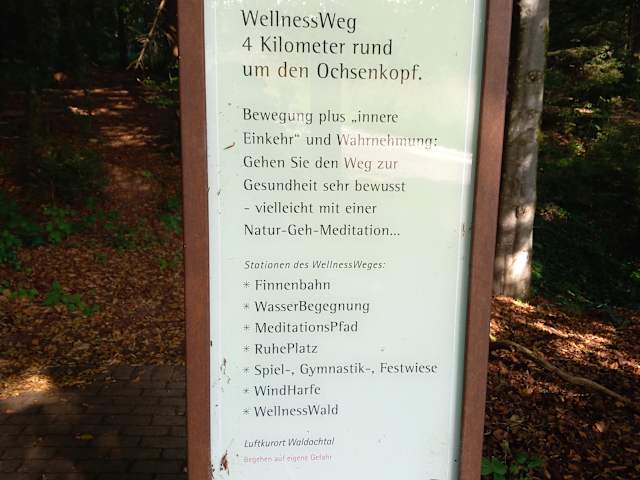 WellnessWeg
4 Kilometer rund
um den Ochsenkopf.
Bewegung plus „innere
Einkehr“ und Wahrnehmung:
Gehen Sie den Weg zur
Gesundheit sehr bewusst
- vielleicht mit einer
Natur-Geh-Meditation...
Stationen des WellnessWeges:
* Finnenbahn
* WasserBegegnung
* MeditationsPfad
* RuhePlatz
* Spiel-, Gymnastik-, Festwiese
* WindHarfe
* WellnessWald
Luftkurort Waldachtal
Begehen auf eigene Gefahr